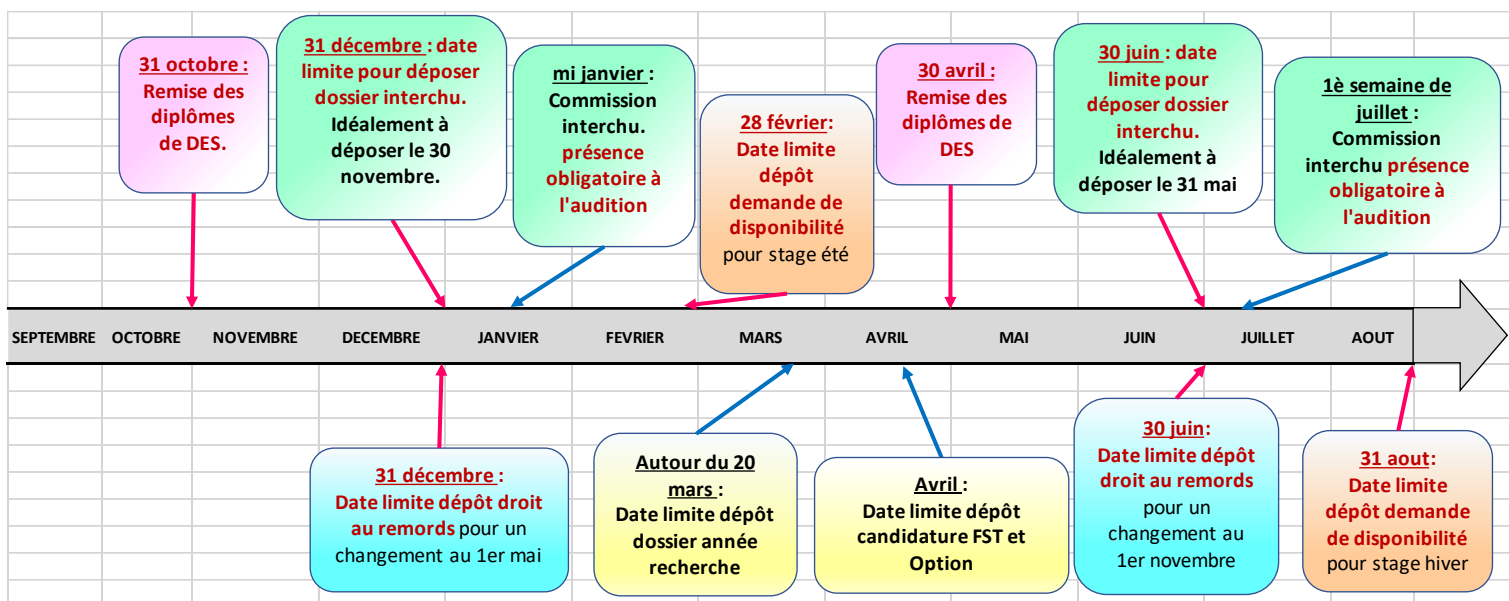 31 octobre :
Remise des
diplômes
de DES.
31 décembre : date
limite pour déposer
dossier interchu.
Idéalement à
déposer le 30
novembre.
mi janvier :
Commission
interchu.
présence
obligatoire à
l'audition
28 février:
Date limite
dépôt
demande de
disponibilité
pour stage été
30 avril :
Remise des
diplômes de
DES
30 juin : date
limite pour
déposer dossier
interchu.
Idéalement à
déposer le 31 mai
1è semaine de
juillet :
Commission
interchu présence
obligatoire à
l'audition
SEPTEMBRE OCTOBRE NOVEMBRE DECEMBRE JANVIER FEVRIER MARS AVRIL MAI JUIN JUILLET AOUT
31 décembre :
Date limite dépôt droit
au remords pour un
changement au 1er mai
Autour du 20
mars :
Date limite dépôt
dossier année
recherche
Avril :
Date limite dépôt
candidature FST et
Option
30 juin:
Date limite dépôt
droit au remords
pour un
changement au
1er novembre
31 aout:
Date limite
dépôt demande
de disponibilité
pour stage hiver